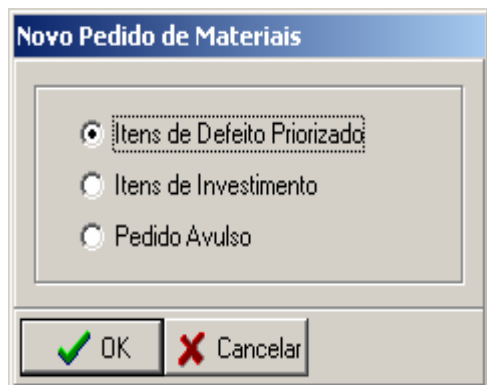 Novo Pedido de Materiais
Itens de Defeito Priorizado
Itens de Investimento
Pedido Avulso
OK
Cancelar